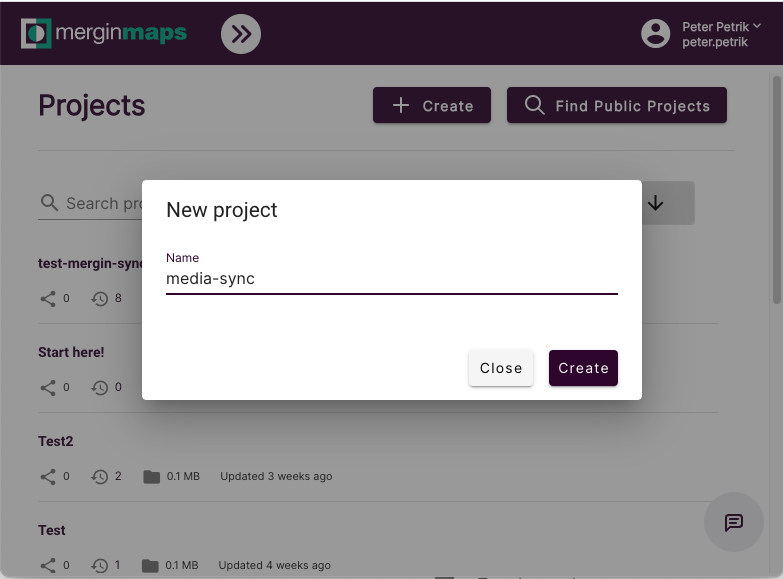 merginmaps
Peter Petrik
peter.petrik
Projects
Create
Find Public Projects
Search pro
New project
Name
media-sync
Close
Create
test-mergin-sync
0 8
Start here!
0 0
Test2
0 2 0.1 MB Updated 3 weeks ago
Test
0 1 0.1 MB Updated 4 weeks ago